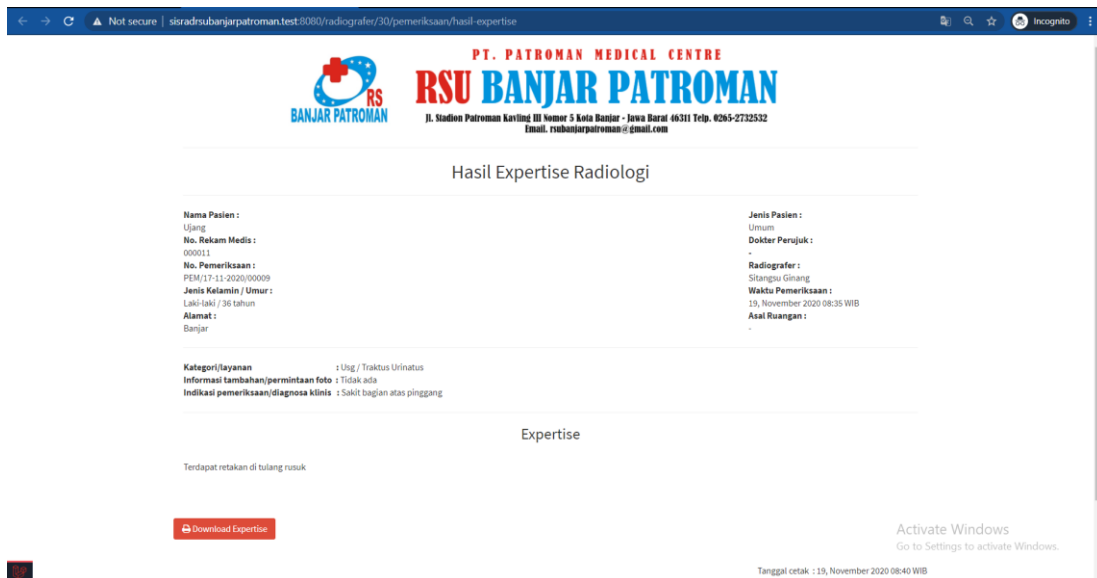 Not secure | sisradrsubanjarpatroman.test:8080/radiografer/30/pemeriksaan/hasil-expertise
Incognito
RS
BANJAR PATROMAN
PT. PATROMAN MEDICAL CENTRE
RSU BANJAR PATROMAN
Jl. Stadion Patroman Kavling III Nomor 5 Kota Banjar - Jawa Barat 46311 Telp. 0265-2732532
Email. rsubanjarpatroman@gmail.com
Hasil Expertise Radiologi
Nama Pasien :
Ujang
No. Rekam Medis :
000011
No. Pemeriksaan :
PEM/17-11-2020/00009
Jenis Kelamin / Umur :
Laki-laki / 36 tahun
Alamat :
Banjar
Jenis Pasien :
Umum
Dokter Perujuk :
-
Radiografer :
Sitangsu Ginang
Waktu Pemeriksaan :
19, November 2020 08:35 WIB
Asal Ruangan :
-
Kategori/layanan : Usg / Traktus Urinatus
Informasi tambahan/permintaan foto : Tidak ada
Indikasi pemeriksaan/diagnosa klinis : Sakit bagian atas pinggang
Expertise
Terdapat retakan di tulang rusuk
Download Expertise
Activate Windows
Go to Settings to activate Windows.
Tanggal cetak : 19, November 2020 08:40 WIB